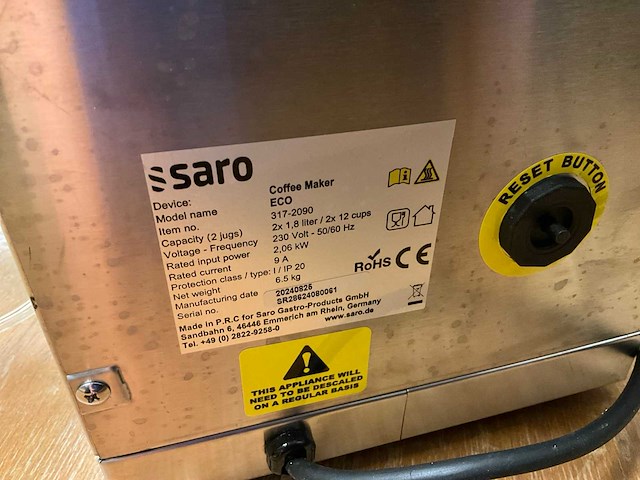 saro
Device: Coffee Maker
Model name ECO
Item no. 317-2090
Capacity (2 jugs) 2x 1,8 liter / 2x 12 cups
Voltage - Frequency 230 Volt - 50/60 Hz
Rated input power 2,06 kW
Rated current 9 A
Protection class / type: I / IP 20
Net weight 6.5 kg
Manufacturing date 20240825
Serial no. SR28624080061
Made in P.R.C for Saro Gastro-Products GmbH
Sandbahn 6, 46446 Emmerich am Rhein, Germany
Tel. +49 (0) 2822-9258-0 www.saro.de
RoHS CE
RESET BUTTON
THIS APPLIANCE WILL
NEED TO BE DESCALED
ON A REGULAR BASIS